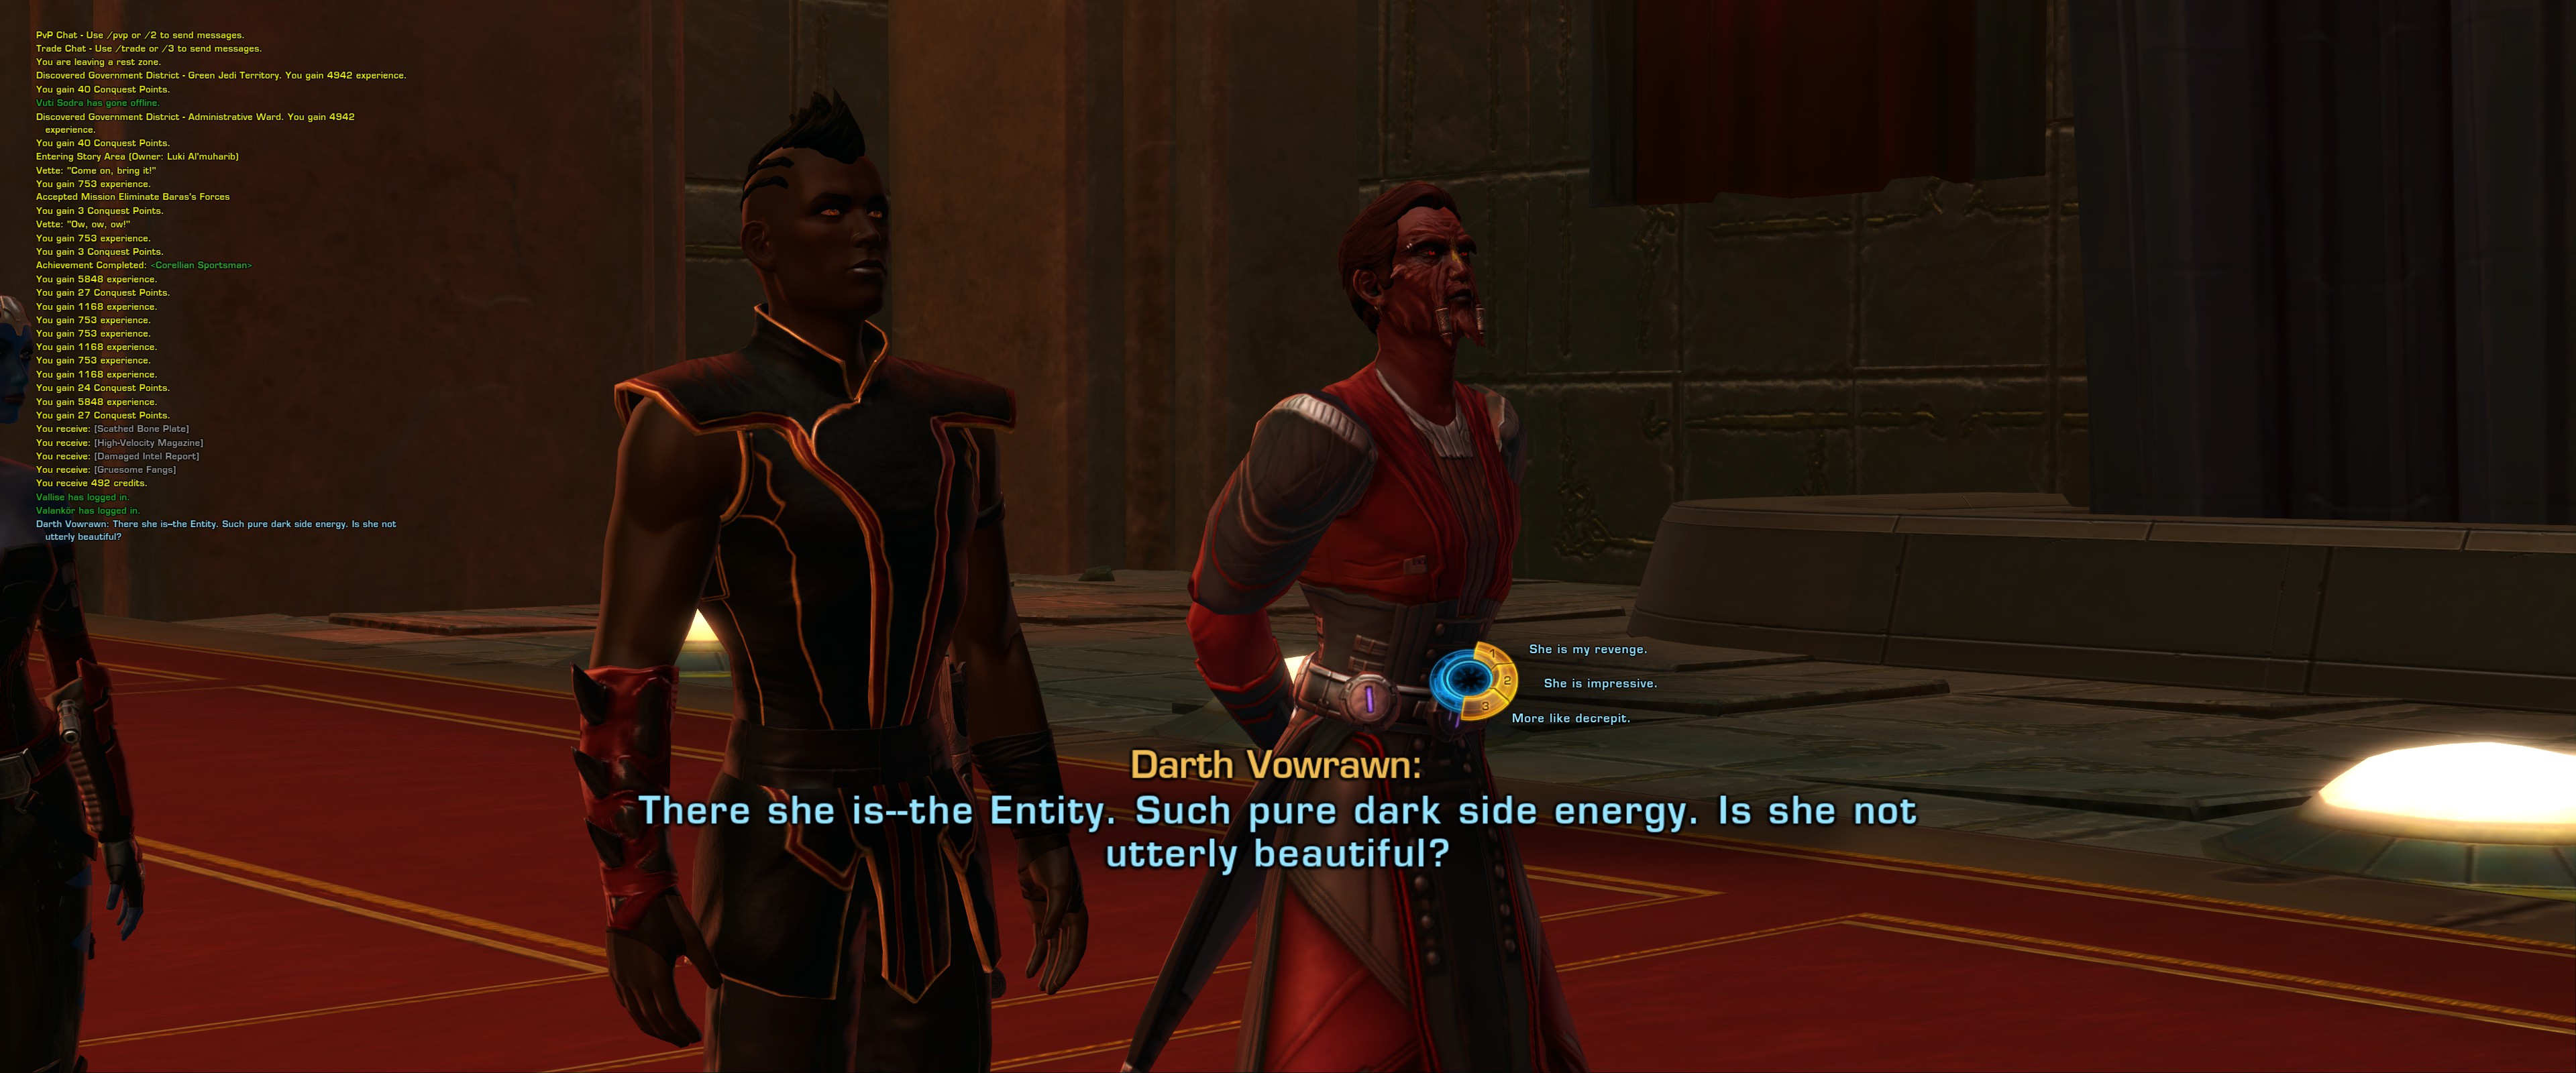 PvP Chat - Use /pvp or /2 to send messages.
Trade Chat - Use /trade or /3 to send messages.
You are leaving a rest zone.
Discovered Government District - Green Jedi Territory. You gain 4942 experience.
You gain 40 Conquest Points.
Vuti Sodra has gone offline.
Discovered Government District - Administrative Ward. You gain 4942
experience.
You gain 40 Conquest Points.
Entering Story Area (Owner: Luki Al'muharib)
Vette: "Come on, bring it!"
You gain 753 experience.
Accepted Mission Eliminate Baras's Forces
You gain 3 Conquest Points.
Vette: "Ow, ow, ow!"
You gain 753 experience.
You gain 3 Conquest Points.
Achievement Completed: <Corellian Sportsman>
You gain 5848 experience.
You gain 27 Conquest Points.
You gain 1168 experience.
You gain 753 experience.
You gain 753 experience.
You gain 1168 experience.
You gain 753 experience.
You gain 1168 experience.
You gain 24 Conquest Points.
You gain 5848 experience.
You gain 27 Conquest Points.
You receive: [Scathed Bone Plate]
You receive: [High-Velocity Magazine]
You receive: [Damaged Intel Report]
You receive: [Gruesome Fangs]
You receive 492 credits.
Vallise has logged in.
Valankôr has logged in.
Darth Vowrawn: There she is--the Entity. Such pure dark side energy. Is she not
utterly beautiful?
1 She is my revenge.
2 She is impressive.
3 More like decrepit.
Darth Vowrawn:
There she is--the Entity. Such pure dark side energy. Is she not
utterly beautiful?